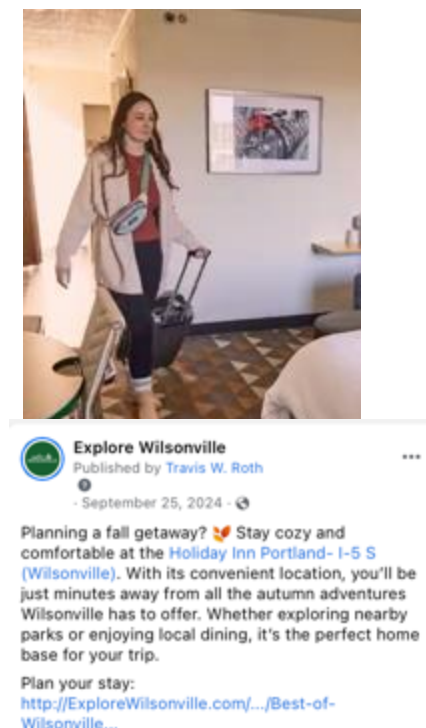 Explore Wilsonville
Published by Travis W. Roth
· September 25, 2024 ·
Planning a fall getaway? 🍂 Stay cozy and
comfortable at the Holiday Inn Portland- I-5 S
(Wilsonville). With its convenient location, you'll be
just minutes away from all the autumn adventures
Wilsonville has to offer. Whether exploring nearby
parks or enjoying local dining, it's the perfect home
base for your trip.
Plan your stay:
http://ExploreWilsonville.com/.../Best-of-
Wilsonville...